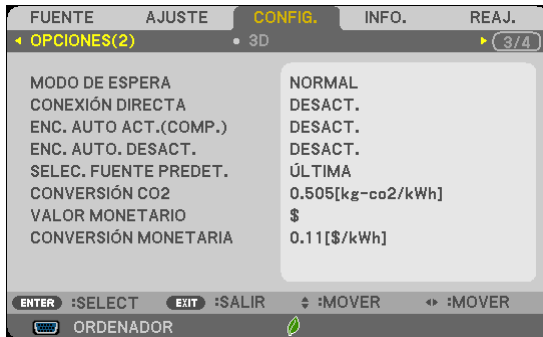 FUENTE AJUSTE CONFIG. INFO. REAJ.
OPCIONES(2) 3D 3/4
MODO DE ESPERA NORMAL
CONEXIÓN DIRECTA DESACT.
ENC. AUTO ACT.(COMP.) DESACT.
ENC. AUTO. DESACT. DESACT.
SELEC. FUENTE PREDET. ÚLTIMA
CONVERSIÓN CO2 0.505[kg-co2/kWh]
VALOR MONETARIO $
CONVERSIÓN MONETARIA 0.11[$/kWh]
ENTER :SELECT EXIT :SALIR :MOVER :MOVER
ORDENADOR